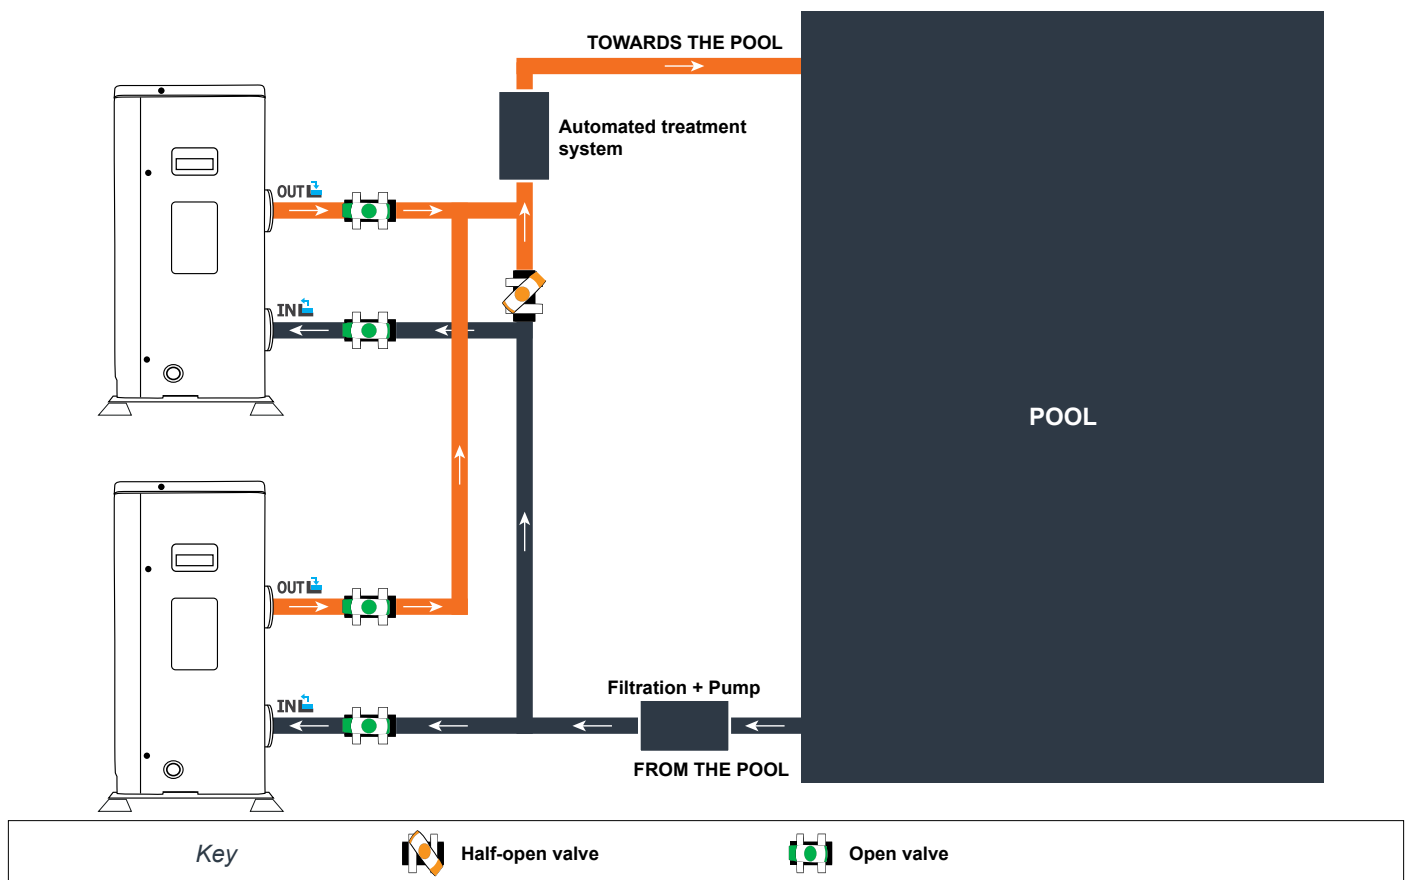 TOWARDS THE POOL
Automated treatment
system
OUT
IN
POOL
OUT
IN
Filtration + Pump
FROM THE POOL
Key
Half-open valve
Open valve